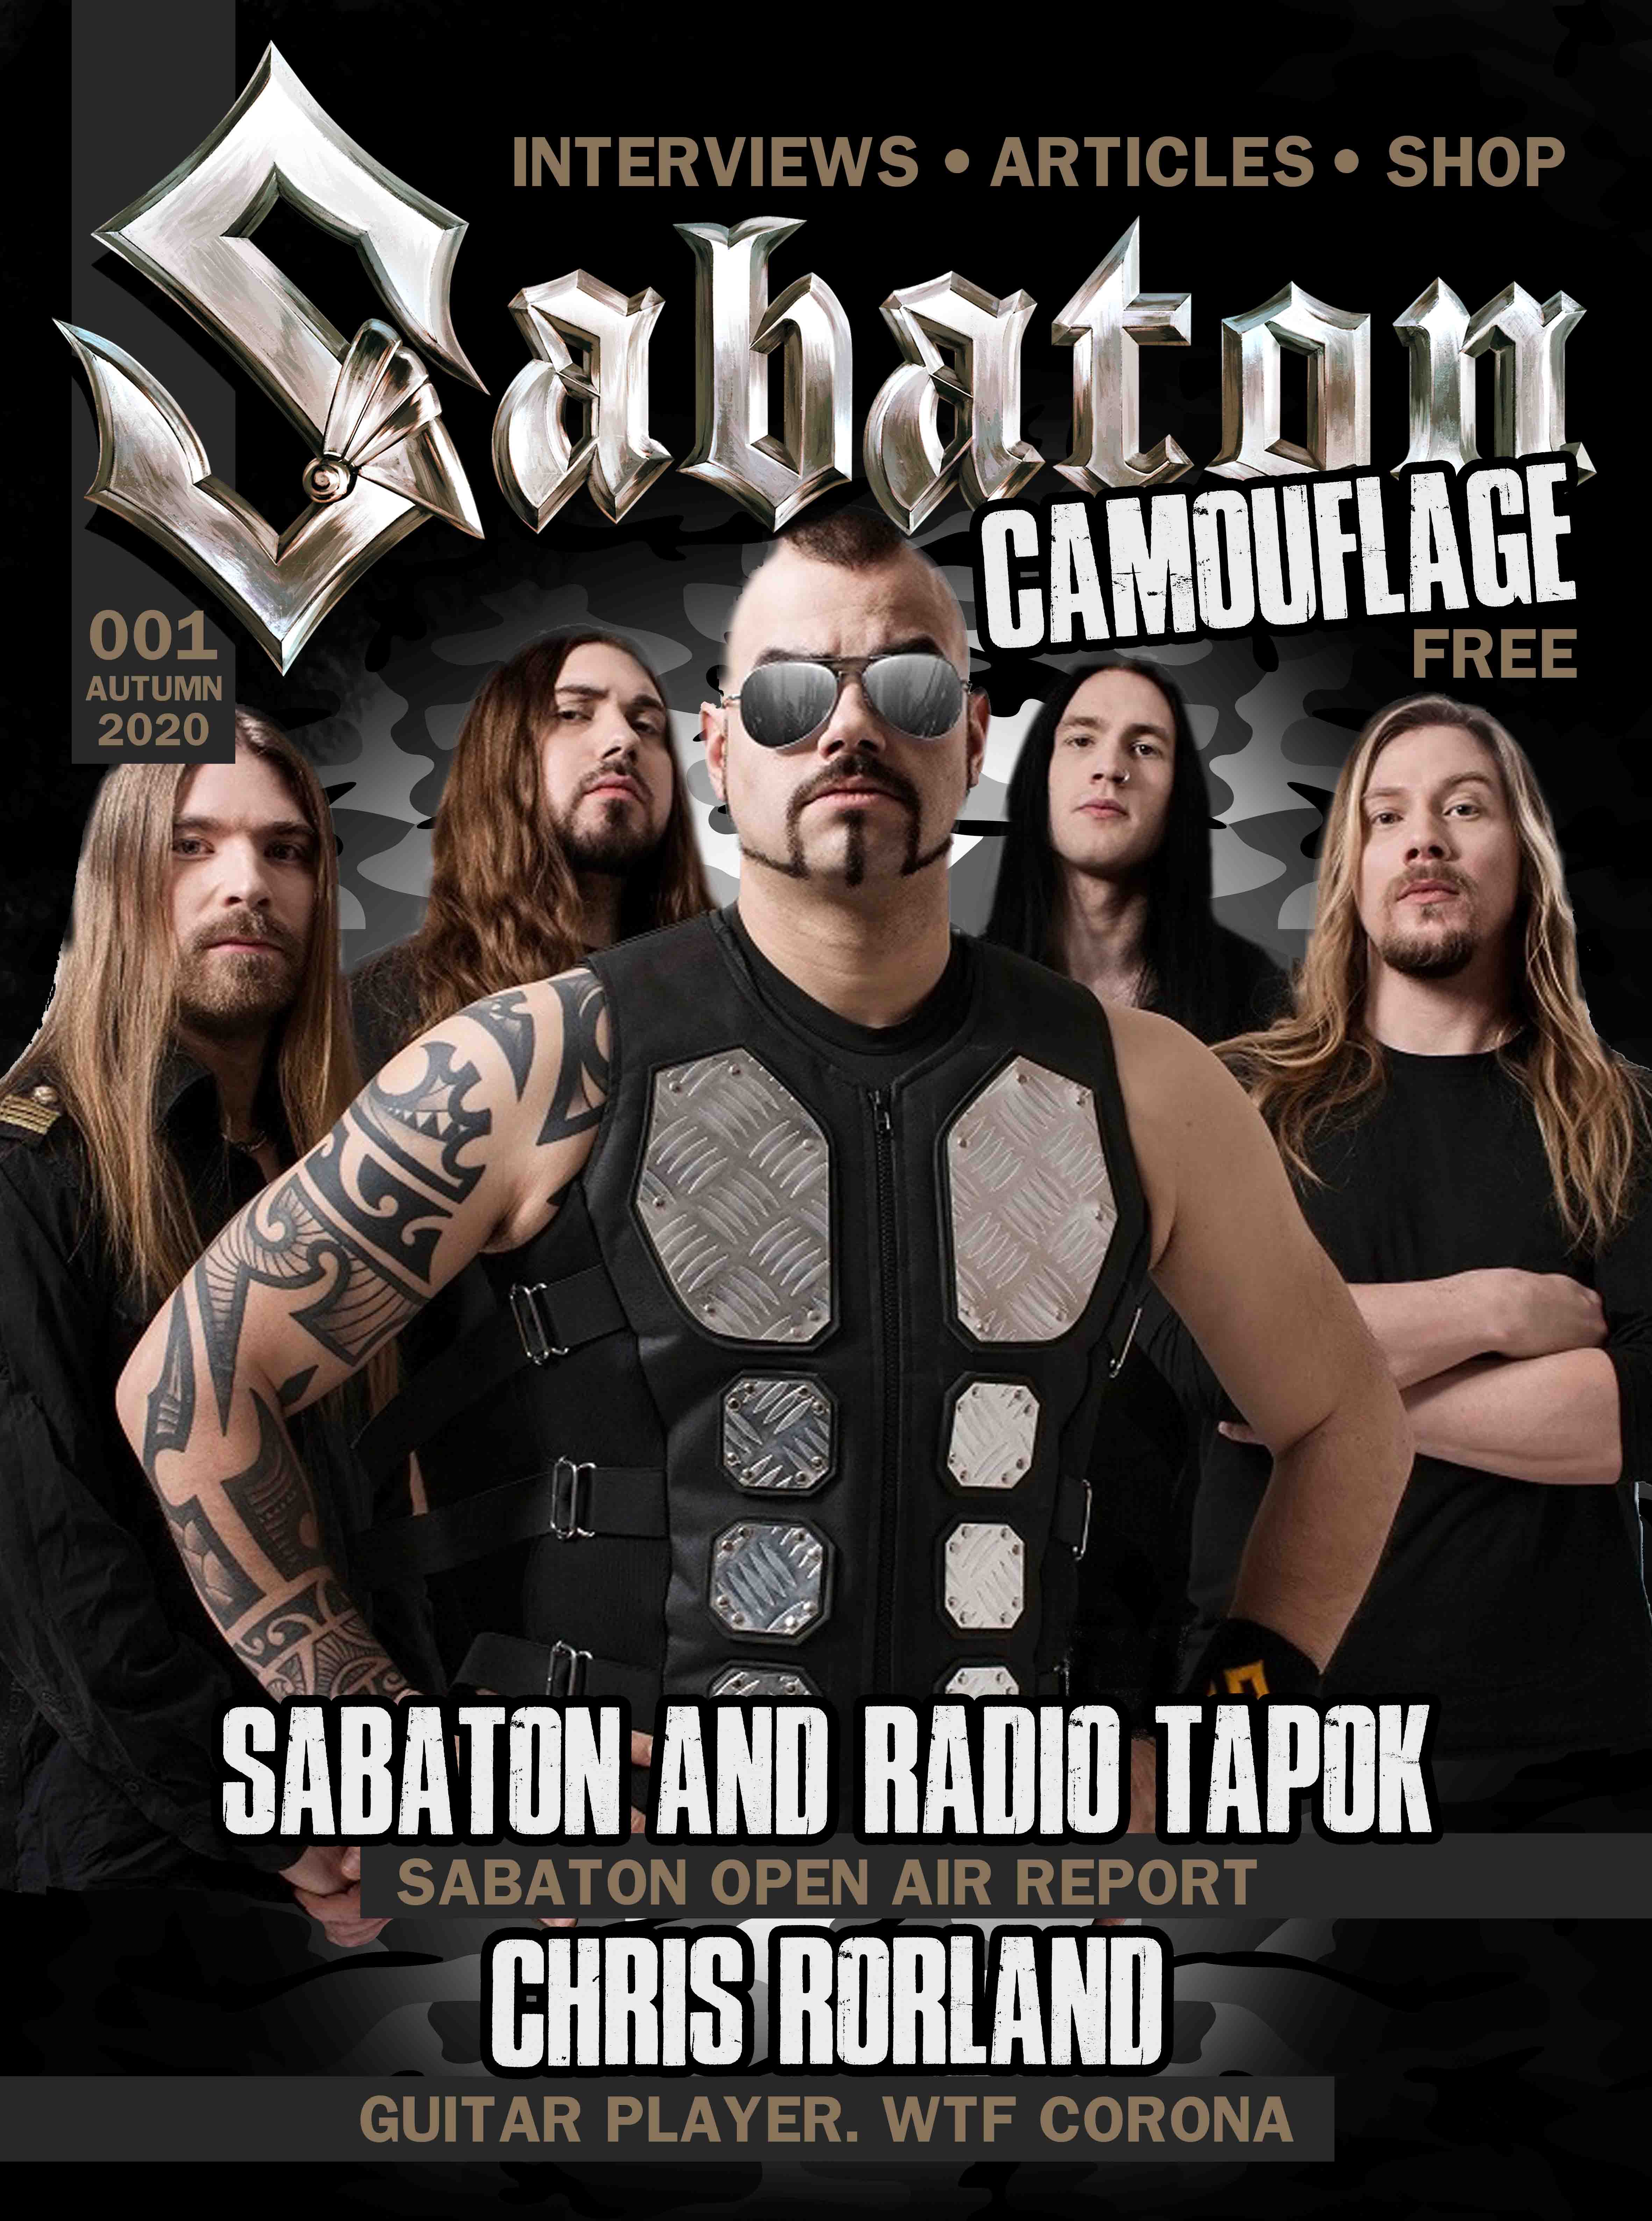 INTERVIEWS • ARTICLES • SHOP
Sabaton
CAMOUFLAGE
FREE
001
AUTUMN
2020
SABATON AND RADIO TAPOK
SABATON OPEN AIR REPORT
CHRIS RORLAND
GUITAR PLAYER. WTF CORONA